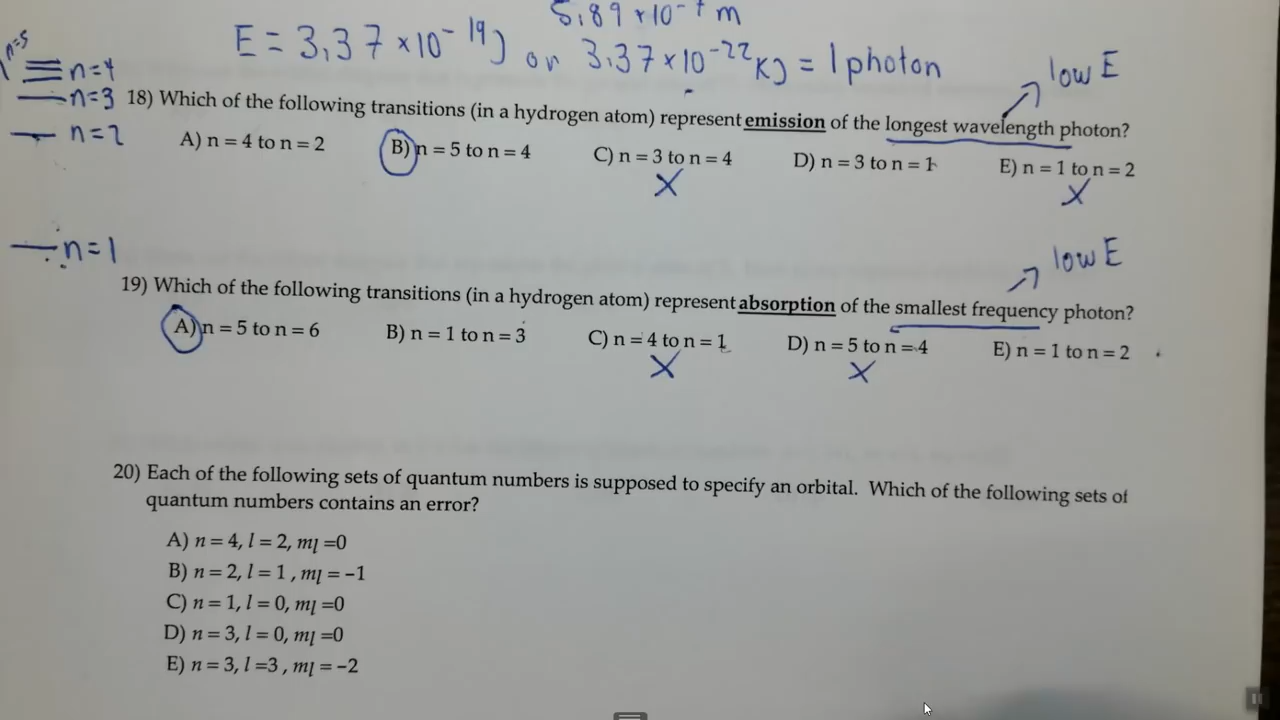 5.89 x 10⁻⁷ m
E = 3.37 x 10⁻¹⁹ J or 3.37 x 10⁻²² KJ = 1 photon
n=5
n=4
low E
n=3
18) Which of the following transitions (in a hydrogen atom) represent emission of the longest wavelength photon?
n=2
A) n = 4 to n = 2 B) n = 5 to n = 4 C) n = 3 to n = 4 D) n = 3 to n = 1 E) n = 1 to n = 2
X X
n=1
low E
19) Which of the following transitions (in a hydrogen atom) represent absorption of the smallest frequency photon?
A) n = 5 to n = 6 B) n = 1 to n = 3 C) n = 4 to n = 1 D) n = 5 to n = 4 E) n = 1 to n = 2
X X
20) Each of the following sets of quantum numbers is supposed to specify an orbital. Which of the following sets of
quantum numbers contains an error?
A) n = 4, l = 2, ml =0
B) n = 2, l = 1 , ml = −1
C) n = 1, l = 0, ml =0
D) n = 3, l = 0, ml =0
E) n = 3, l =3 , ml = −2